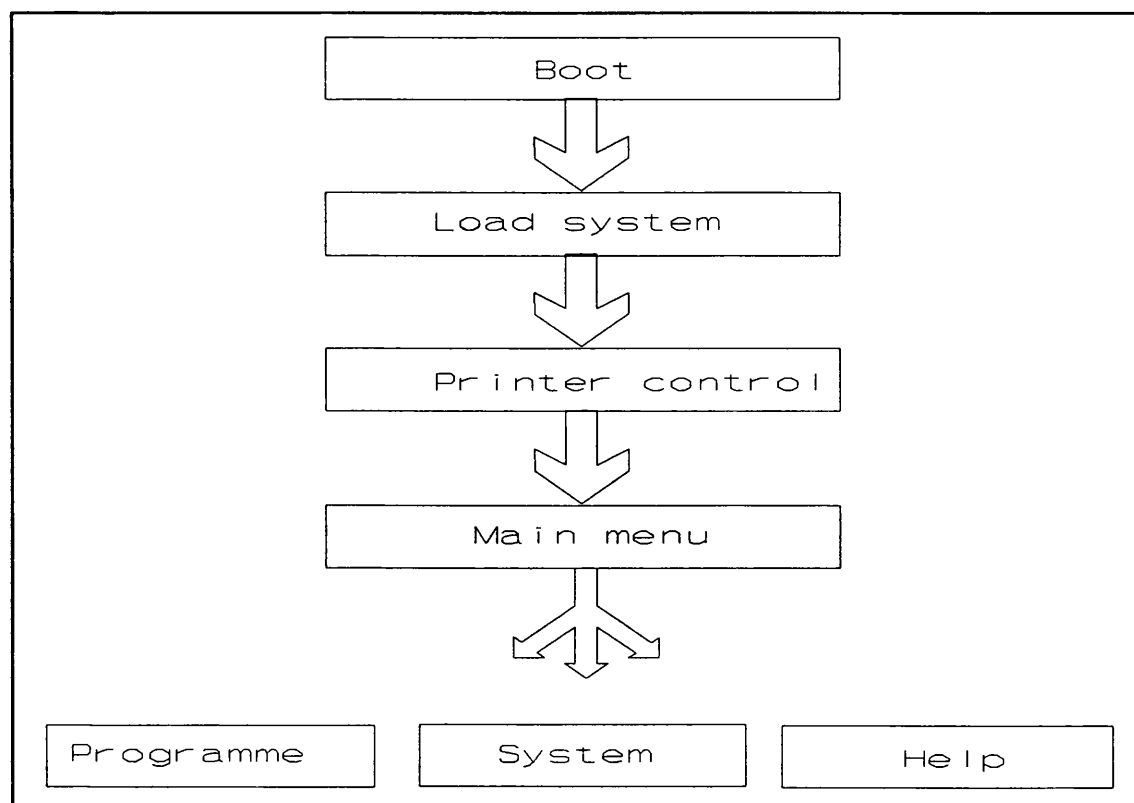 Boot
Load system
Printer control
Main menu
Programme
System
Help